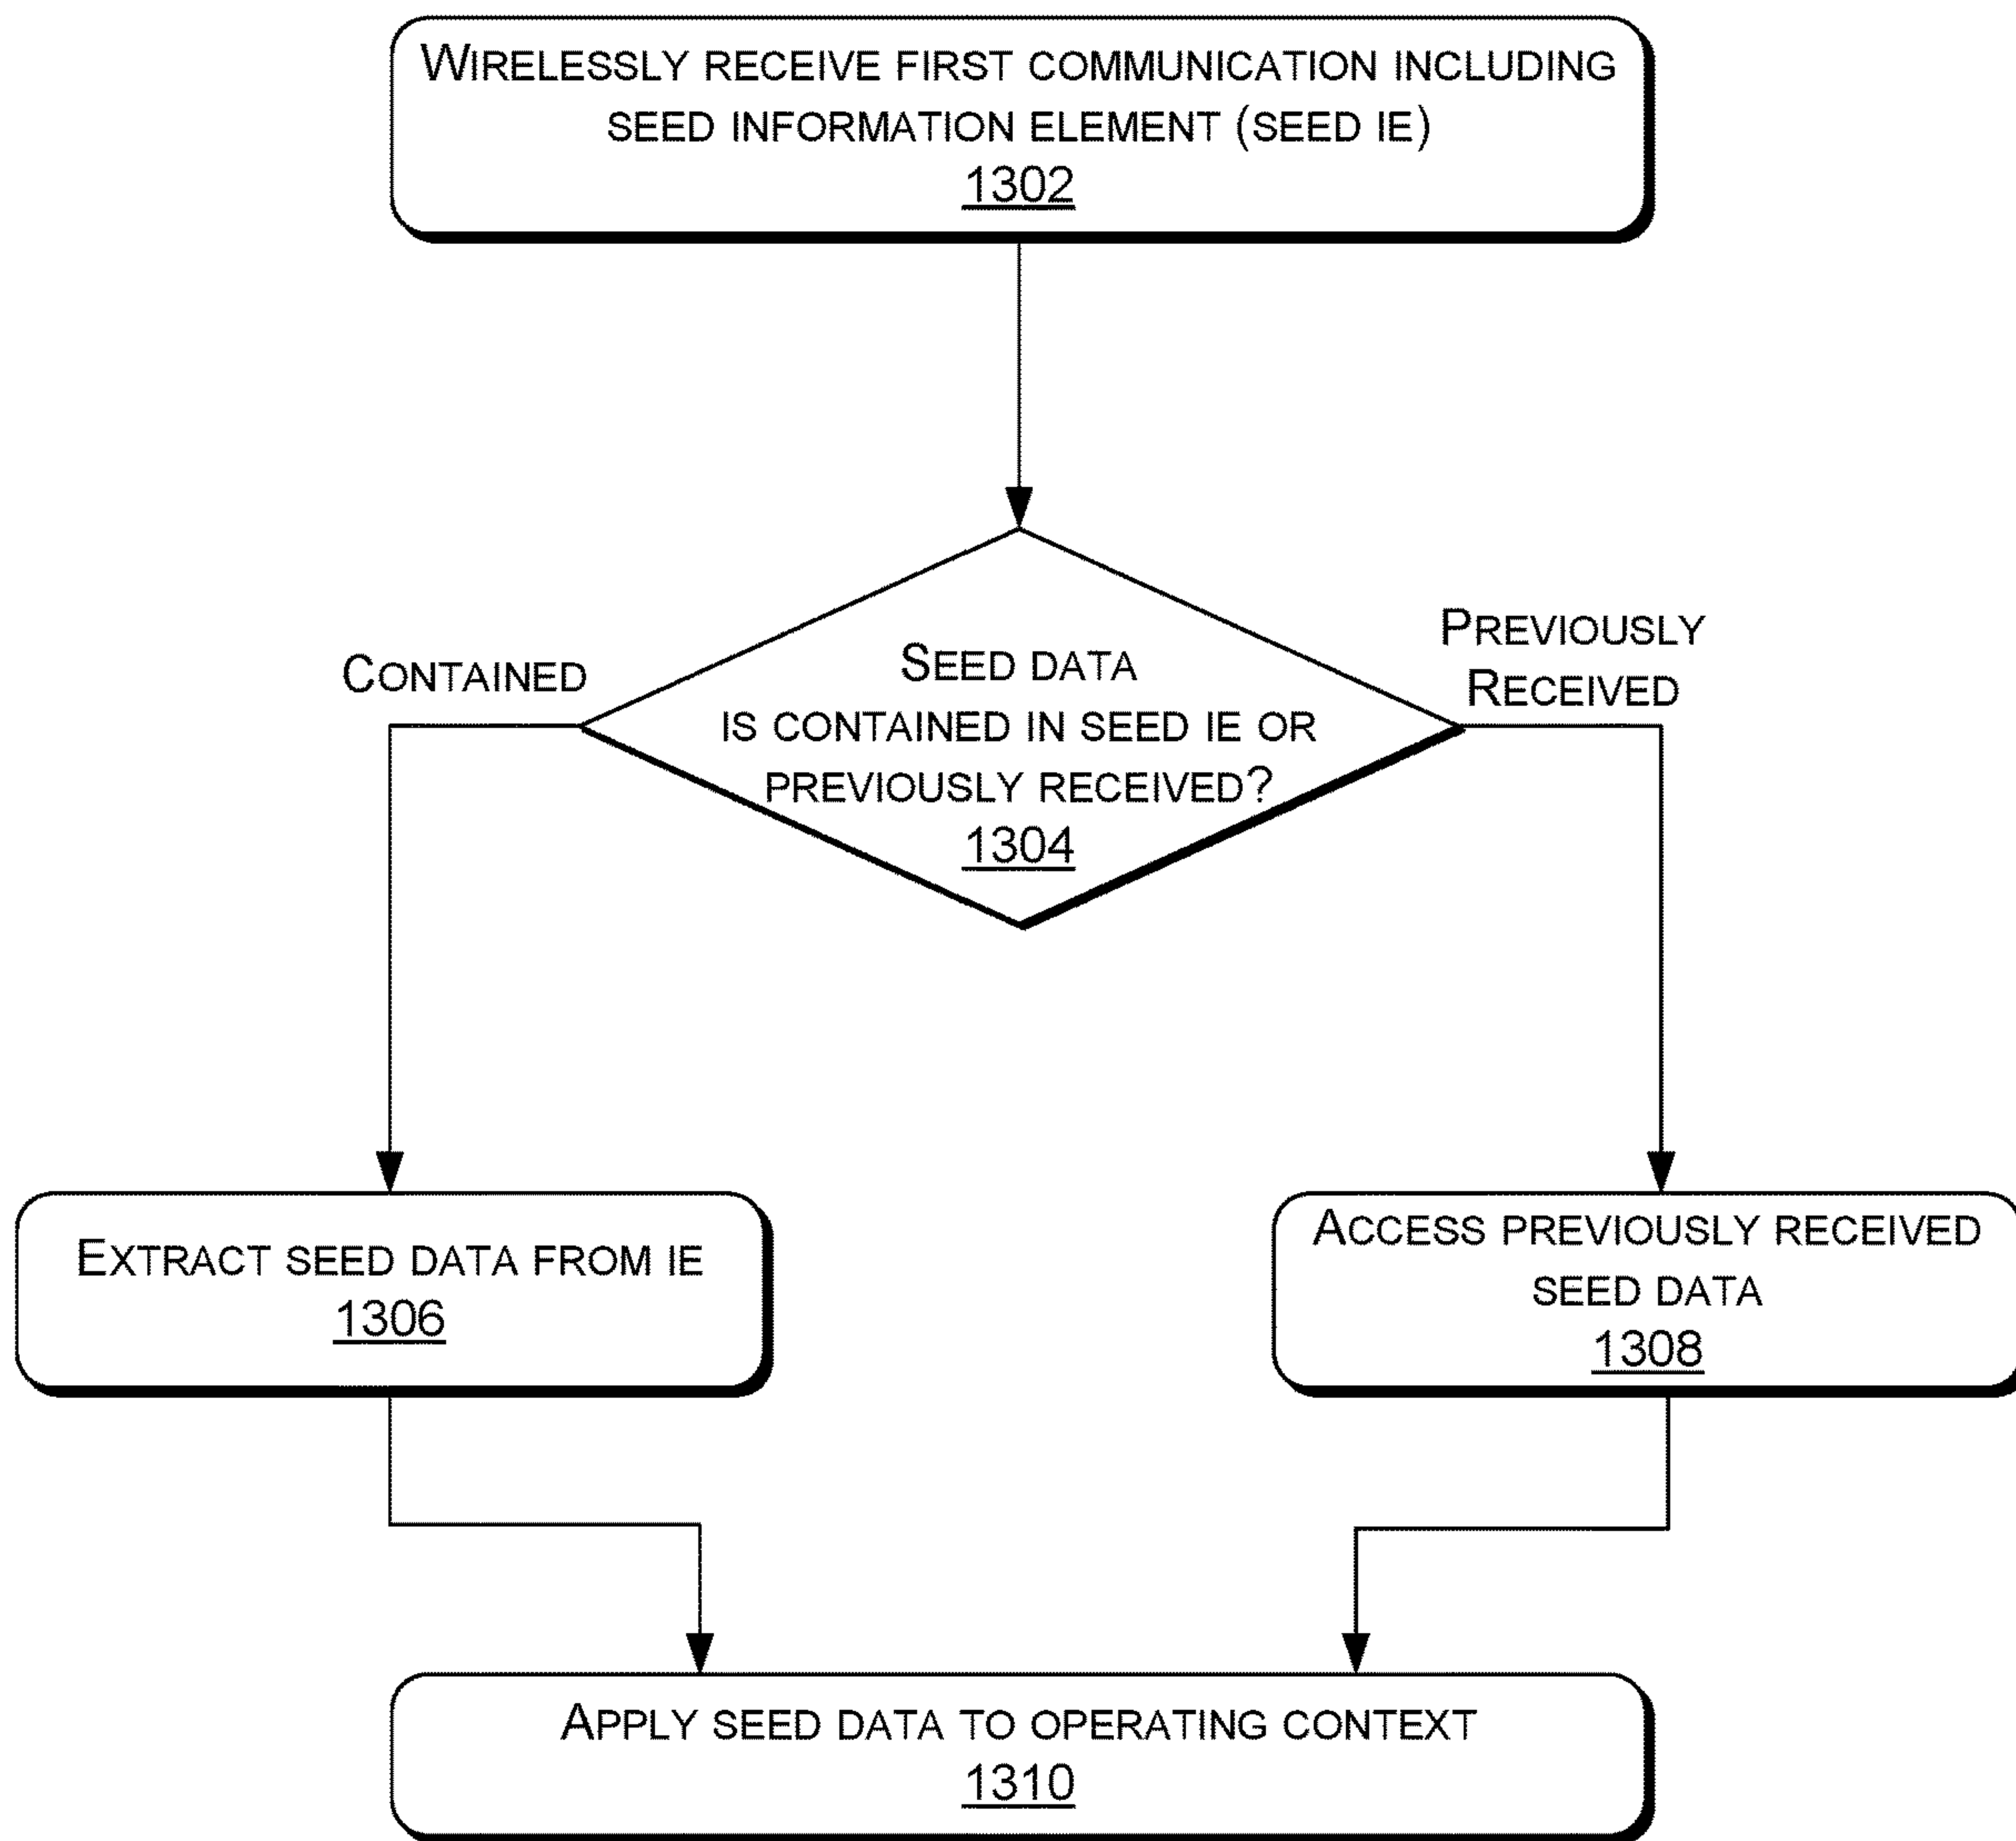 WIRELESSLY RECEIVE FIRST COMMUNICATION INCLUDING
SEED INFORMATION ELEMENT (SEED IE)
1302
CONTAINED
SEED DATA
IS CONTAINED IN SEED IE OR
PREVIOUSLY RECEIVED?
1304
PREVIOUSLY
RECEIVED
EXTRACT SEED DATA FROM IE
1306
ACCESS PREVIOUSLY RECEIVED
SEED DATA
1308
APPLY SEED DATA TO OPERATING CONTEXT
1310